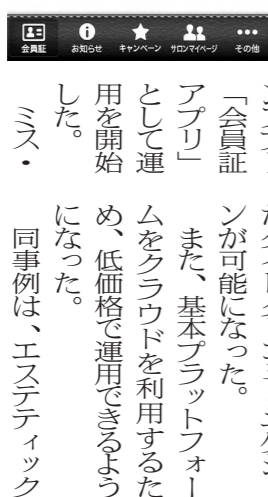 会員証 お知らせ キャンペーン サロンマイページ その他
「会員証
アプリ」
として運
用を開始
した。
ミス・
ンが可能になった。
また、基本プラットフォー
ムをクラウドを利用するた
め、低価格で運用できるよう
になった。
同事例は、エステティック